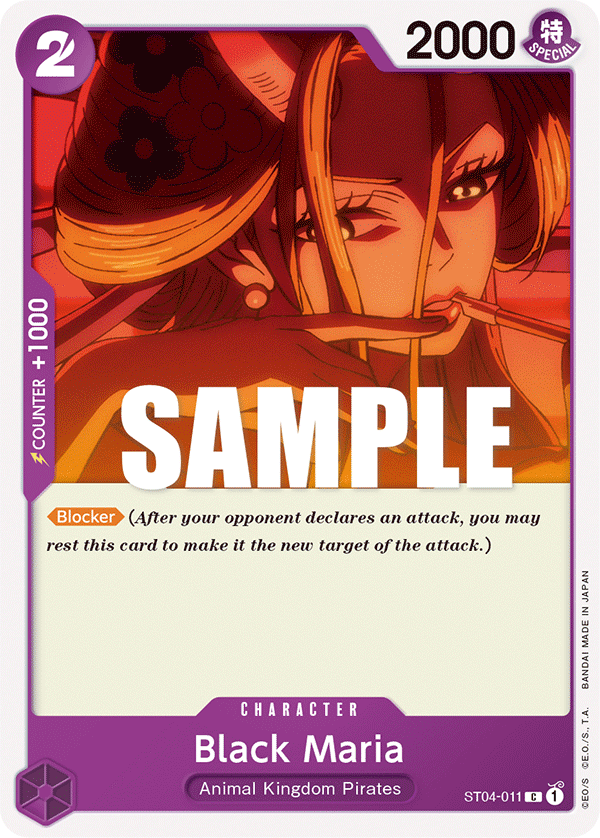 2
2000
特
SPECIAL
COUNTER +1000
SAMPLE
Blocker (After your opponent declares an attack, you may
rest this card to make it the new target of the attack.)
CHARACTER
Black Maria
Animal Kingdom Pirates
ST04-011 C 1
©EO/S ©E.O./S., T.A. BANDAI MADE IN JAPAN